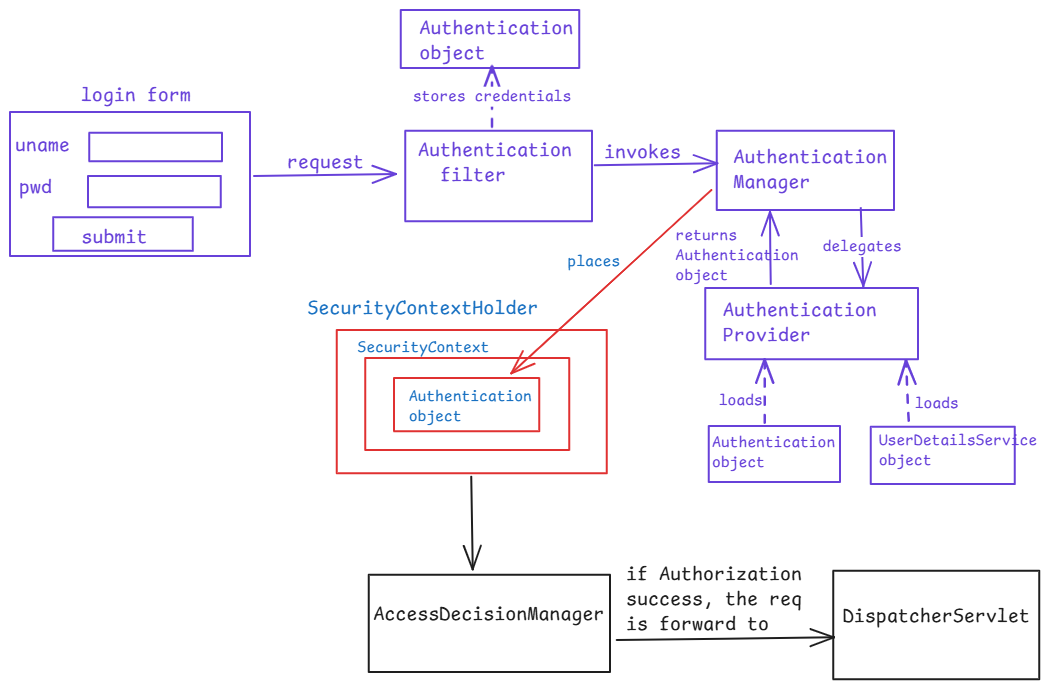 Authentication
object
stores credentials
login form
uname
pwd
submit
request
Authentication
filter
invokes
Authentication
Manager
returns
Authentication
object
delegates
places
Authentication
Provider
SecurityContextHolder
SecurityContext
Authentication
object
loads
loads
Authentication
object
UserDetailsService
object
AccessDecisionManager
if Authorization
success, the req
is forward to
DispatcherServlet